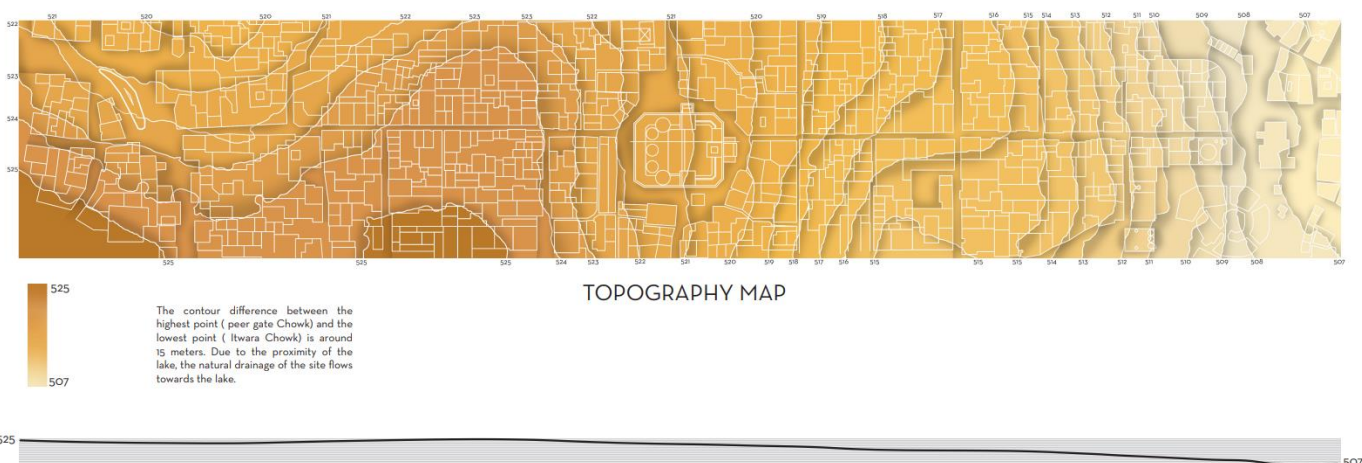 521 520 520 521 522 523 523 522 521 520 519 518 517 516 515 514 513 512 511 510 509 508 507
522
523
524
525
525 525 525 524 523 522 521 520 519 518 517 516 515 515 515 514 513 512 511 510 509 508 507
TOPOGRAPHY MAP
525
507
The contour difference between the
highest point ( peer gate Chowk) and the
lowest point ( Itwara Chowk) is around
15 meters. Due to the proximity of the
lake, the natural drainage of the site flows
towards the lake.
525
507